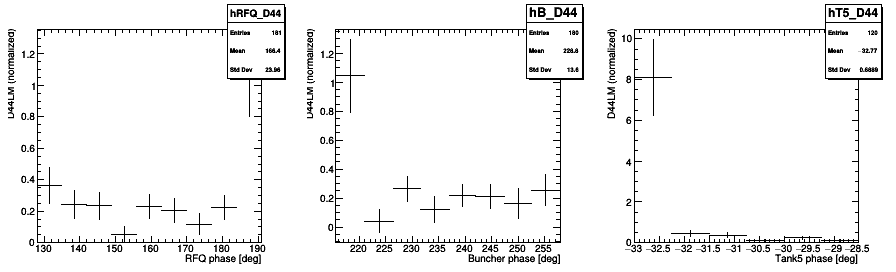 hRFQ_D44
Entries 181
Mean 166.4
Std Dev 23.96
D44LM (normalized)
1.2
1
0.8
0.6
0.4
0.2
0
130 140 150 160 170 180 190
RFQ phase [deg]
hB_D44
Entries 180
Mean 228.8
Std Dev 13.6
D44LM (normalized)
1.2
1
0.8
0.6
0.4
0.2
0
220 225 230 235 240 245 250 255
Buncher phase [deg]
hT5_D44
Entries 120
Mean -32.77
Std Dev 0.6889
D44LM (normalized)
10
8
6
4
2
0
−33 −32.5 −32 −31.5 −31 −30.5 −30 −29.5 −29 −28.5
Tank5 phase [deg]